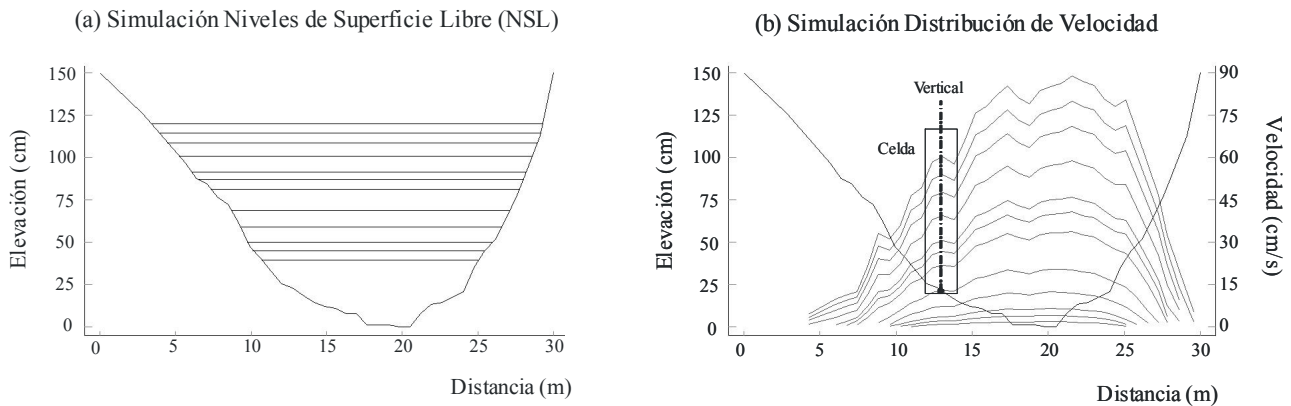 (a) Simulación Niveles de Superficie Libre (NSL)
Elevación (cm)
150
125
100
75
50
25
0
0 5 10 15 20 25 30
Distancia (m)
(b) Simulación Distribución de Velocidad
Elevación (cm)
150
125
100
75
50
25
0
Vertical
Celda
90
75
60
45
30
15
0
Velocidad (cm/s)
0 5 10 15 20 25 30
Distancia (m)